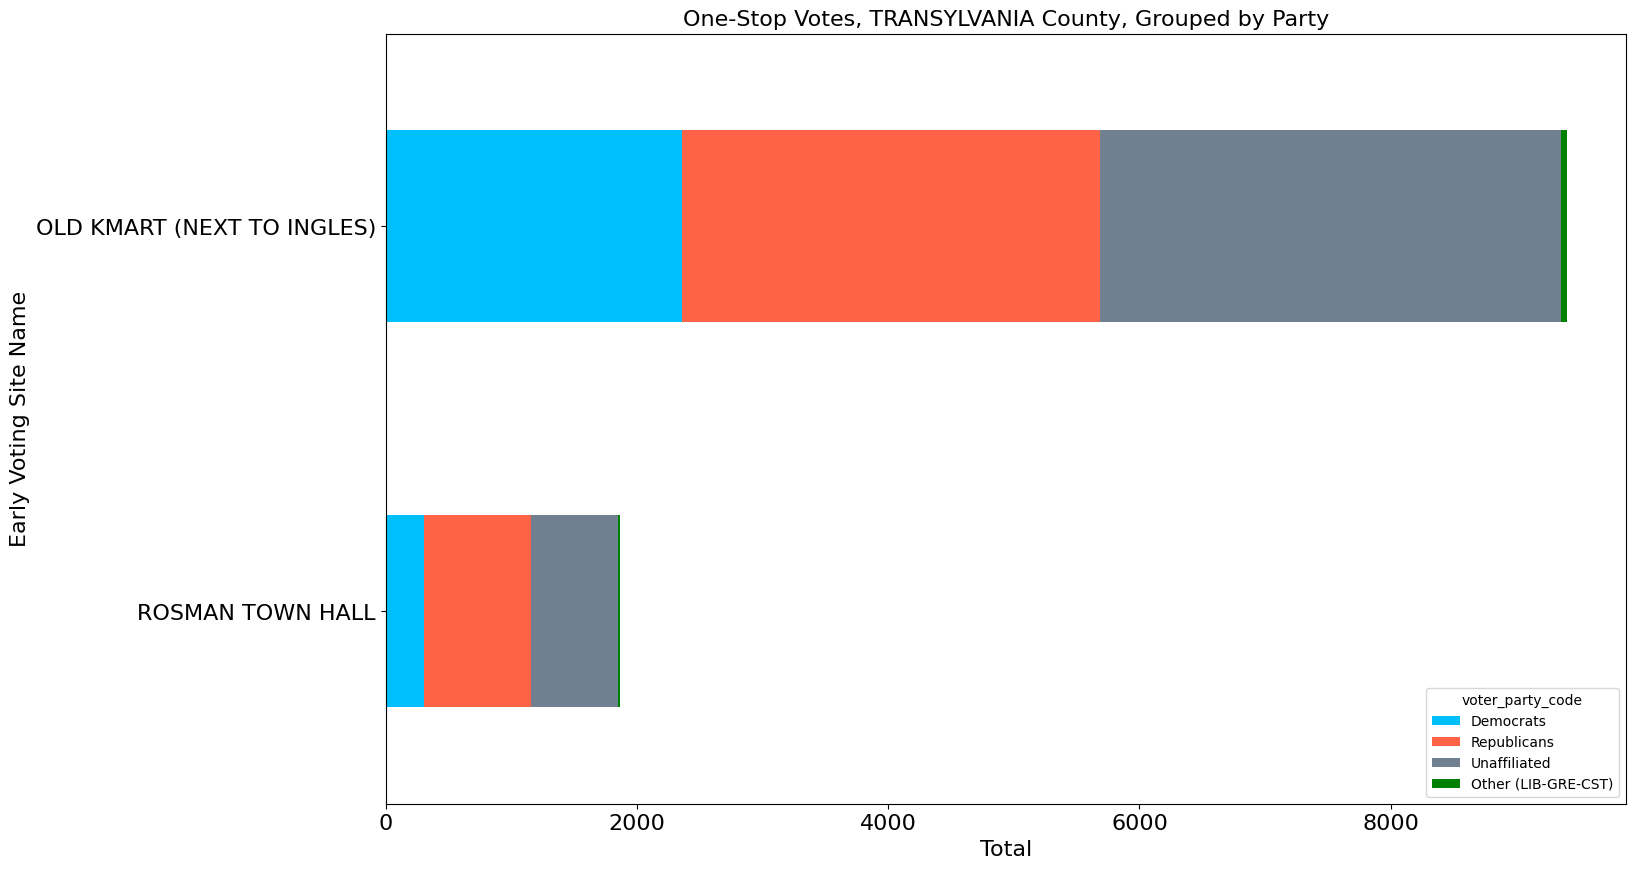 One-Stop Votes, TRANSYLVANIA County, Grouped by Party
Early Voting Site Name
OLD KMART (NEXT TO INGLES)
ROSMAN TOWN HALL
voter_party_code
Democrats
Republicans
Unaffiliated
Other (LIB-GRE-CST)
0 2000 4000 6000 8000
Total